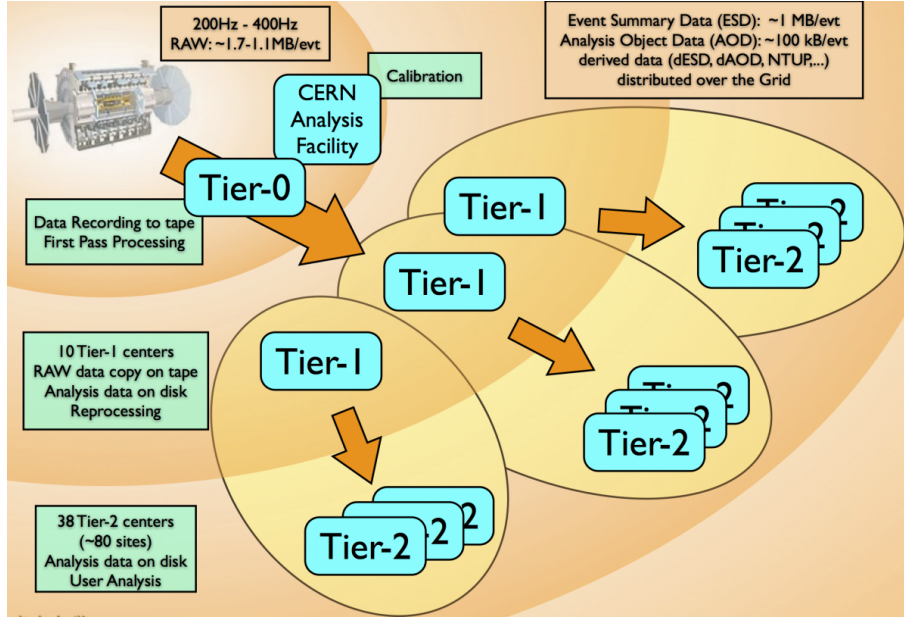 200Hz - 400Hz
RAW: ~1.7-1.1MB/evt
Event Summary Data (ESD): ~1 MB/evt
Analysis Object Data (AOD): ~100 kB/evt
derived data (dESD, dAOD, NTUP,...)
distributed over the Grid
Calibration
CERN
Analysis
Facility
Tier-0
Data Recording to tape
First Pass Processing
Tier-1
Tier-2
Tier-1
10 Tier-1 centers
RAW data copy on tape
Analysis data on disk
Reprocessing
Tier-1
Tier-2
38 Tier-2 centers
(~80 sites)
Analysis data on disk
User Analysis
Tier-2